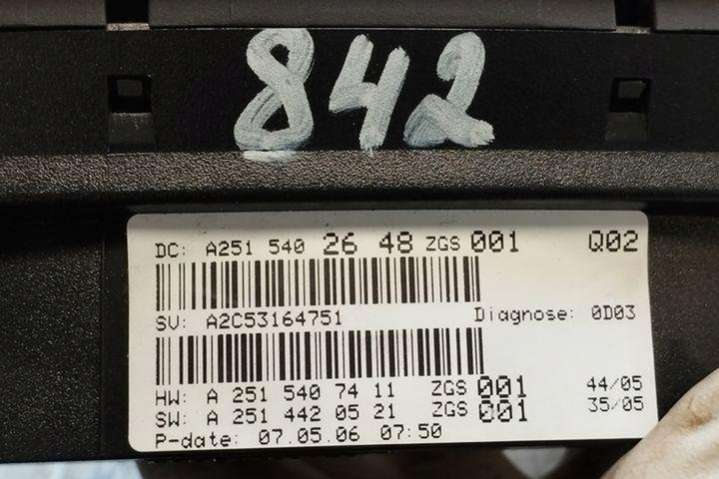 842
DC: A251 540 26 48 ZGS 001 Q02
SV: A2C53164751 Diagnose: 0D03
HW: A 251 540 74 11 ZGS 001 44/05
SW: A 251 442 05 21 ZGS 001 35/05
P-date: 07.05.06 07:50